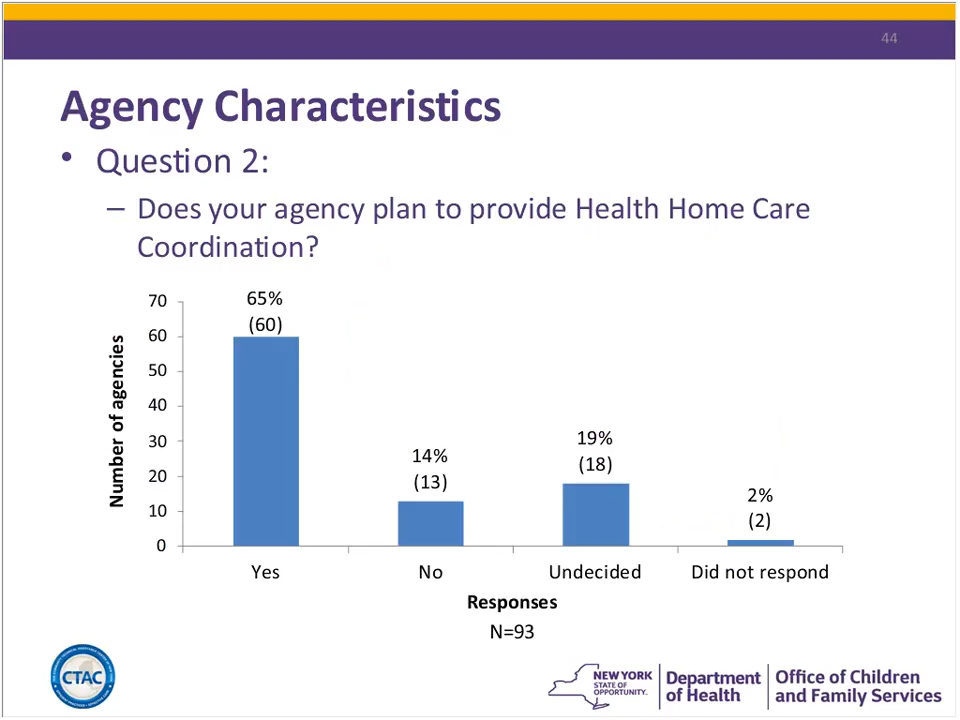 44
Agency Characteristics
• Question 2:
– Does your agency plan to provide Health Home Care
Coordination?
70
60
50
40
30
20
10
0
Number of agencies
65%
(60)
14%
(13)
19%
(18)
2%
(2)
Yes No Undecided Did not respond
Responses
N=93
CTAC
NEW YORK
STATE OF
OPPORTUNITY.
Department
of Health
Office of Children
and Family Services